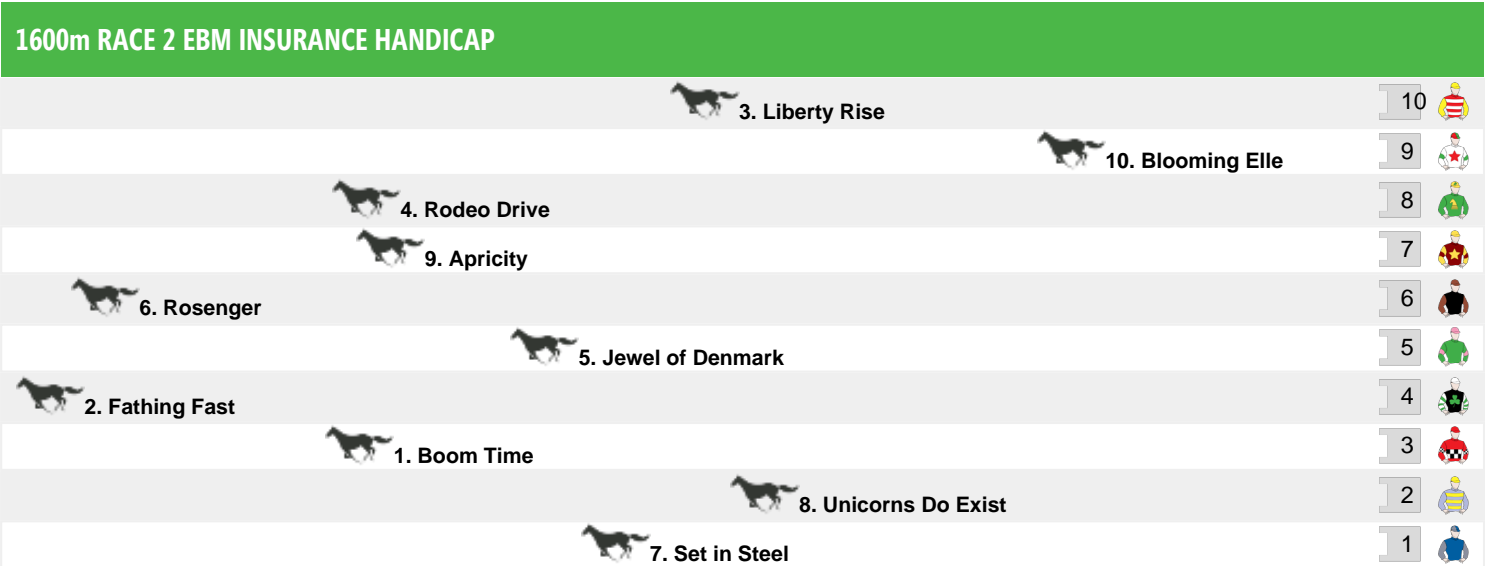 1600m RACE 2 EBM INSURANCE HANDICAP
3. Liberty Rise 10
10. Blooming Elle 9
4. Rodeo Drive 8
9. Apricity 7
6. Rosenger 6
5. Jewel of Denmark 5
2. Fathing Fast 4
1. Boom Time 3
8. Unicorns Do Exist 2
7. Set in Steel 1